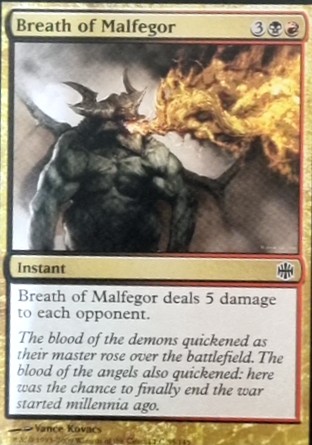 Breath of Malfegor 3
Instant
Breath of Malfegor deals 5 damage
to each opponent.
The blood of the demons quickened as
their master rose over the battlefield. The
blood of the angels also quickened: here
was the chance to finally end the war
started millennia ago.
Vance Kovacs